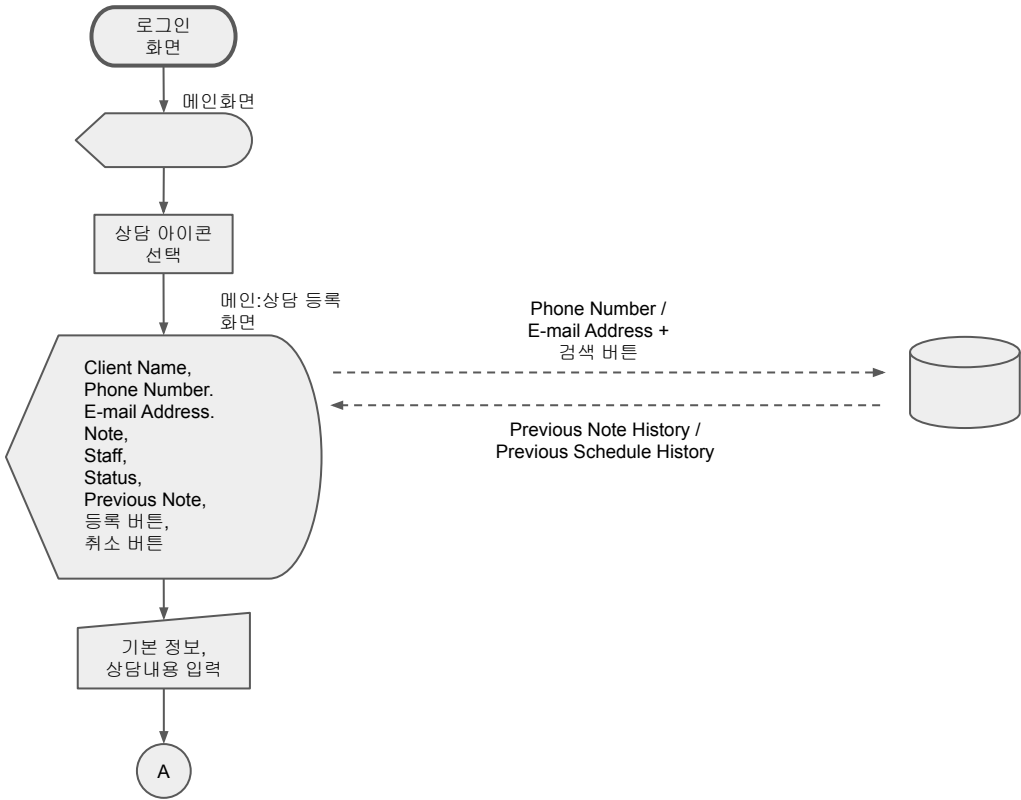 로그인
화면
메인화면
상담 아이콘
선택
메인:상담 등록
화면
Phone Number /
E-mail Address +
검색 버튼
Client Name,
Phone Number.
E-mail Address.
Note,
Staff,
Status,
Previous Note,
등록 버튼,
취소 버튼
Previous Note History /
Previous Schedule History
기본 정보,
상담내용 입력
A